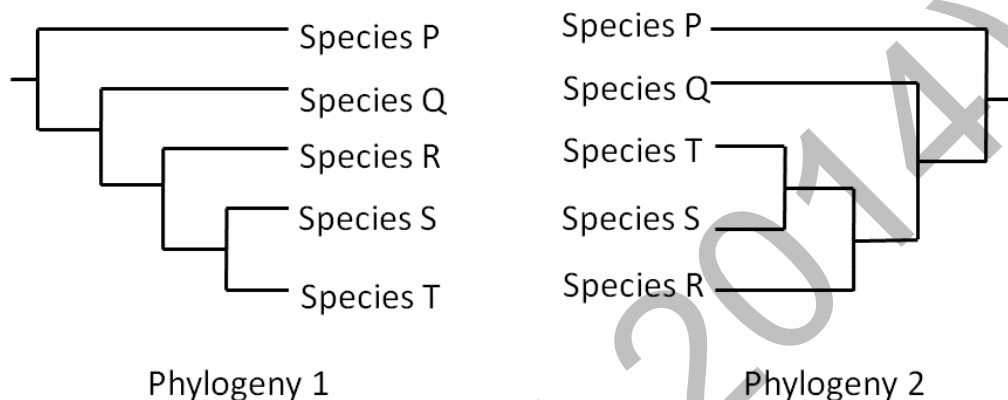 Species P
Species Q
Species R
Species S
Species T
Phylogeny 1
Species P
Species Q
Species T
Species S
Species R
Phylogeny 2
2014)